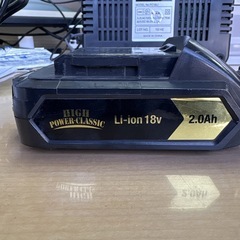 HIGH
POWER-CLASSIC
Li-ion 18v
2.0Ah